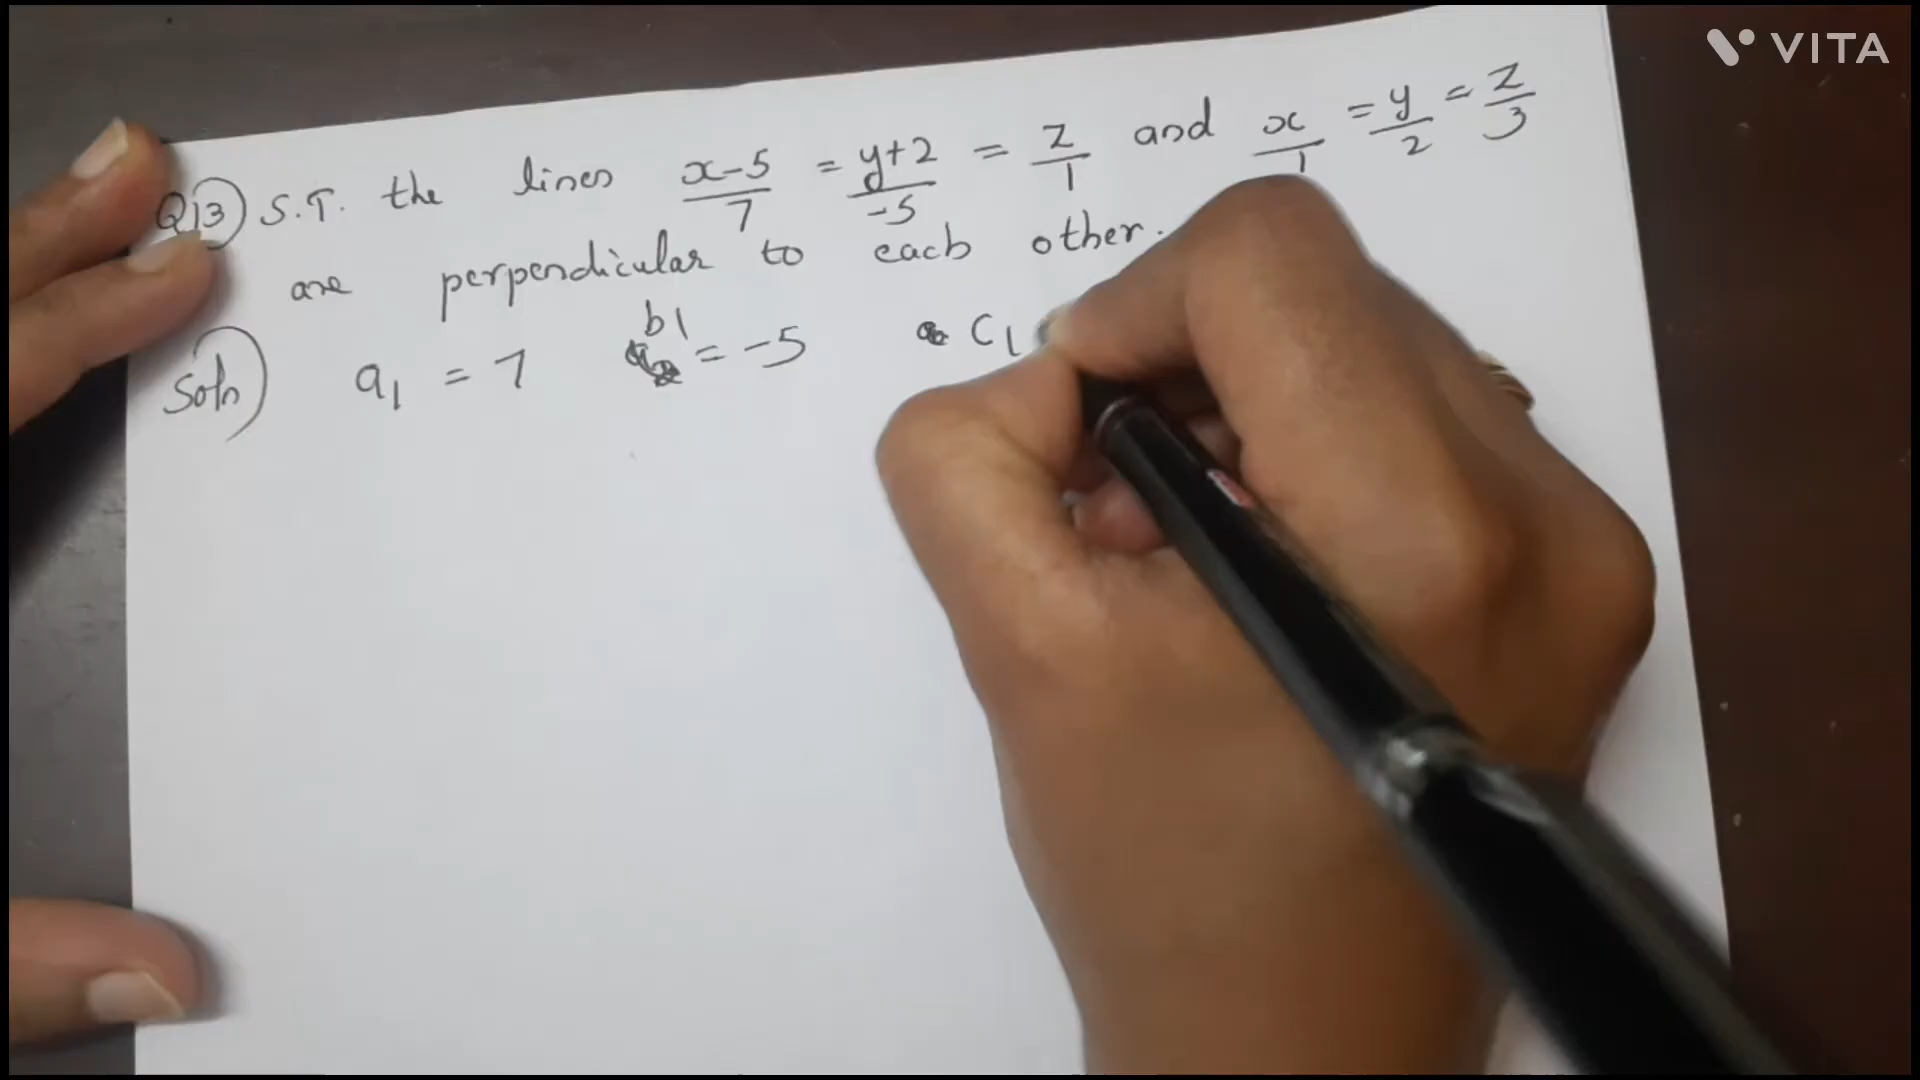 VITA
Q13) S.T. the lines x-5/7 = y+2/-5 = z/1 and x/1 = y/2 = z/3
are perpendicular to each other.
Soln) a1 = 7 b1 = -5 C1